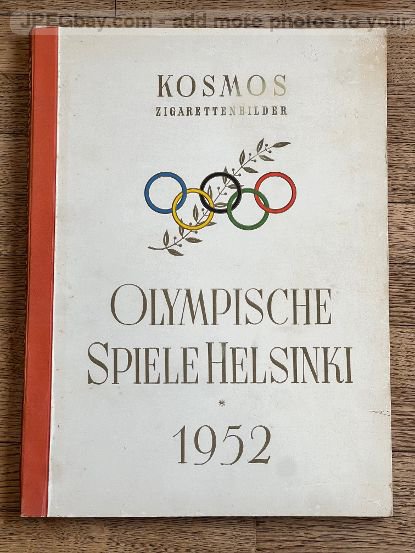 JPEGbay.com - add more photos to your
KOSMOS
ZIGARETTENBILDER
OLYMPISCHE
SPIELE HELSINKI
*
1952